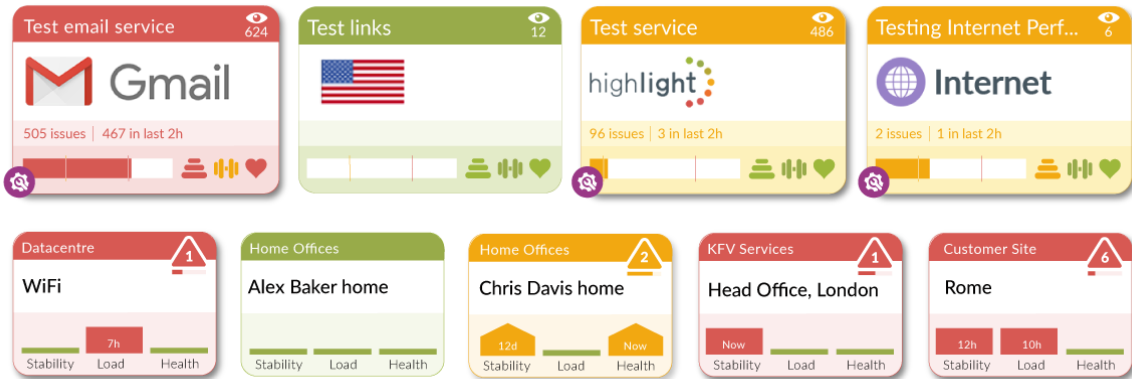 Test email service 624
Gmail
505 issues | 467 in last 2h
Test links 12
Test service 486
highlight
96 issues | 3 in last 2h
Testing Internet Perf... 6
Internet
2 issues | 1 in last 2h
Datacentre 1
WiFi
7h
Stability Load Health
Home Offices
Alex Baker home
Stability Load Health
Home Offices 2
Chris Davis home
12d Now
Stability Load Health
KFV Services 1
Head Office, London
Now
Stability Load Health
Customer Site 6
Rome
12h 10h
Stability Load Health